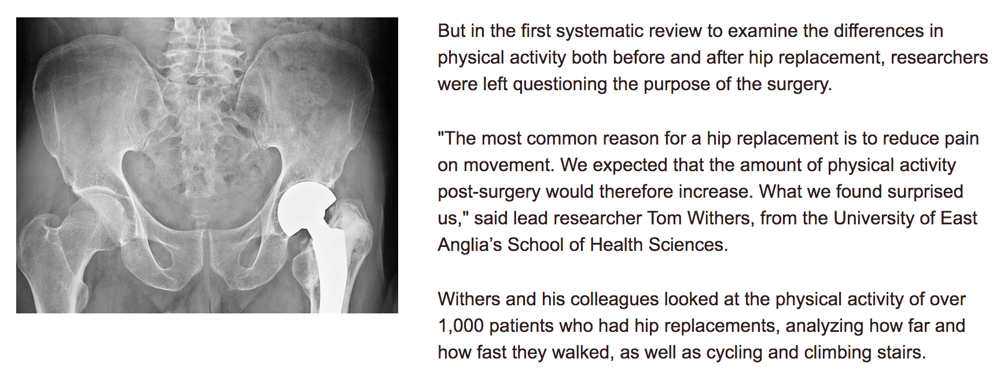 But in the first systematic review to examine the differences in
physical activity both before and after hip replacement, researchers
were left questioning the purpose of the surgery.
"The most common reason for a hip replacement is to reduce pain
on movement. We expected that the amount of physical activity
post-surgery would therefore increase. What we found surprised
us," said lead researcher Tom Withers, from the University of East
Anglia’s School of Health Sciences.
Withers and his colleagues looked at the physical activity of over
1,000 patients who had hip replacements, analyzing how far and
how fast they walked, as well as cycling and climbing stairs.